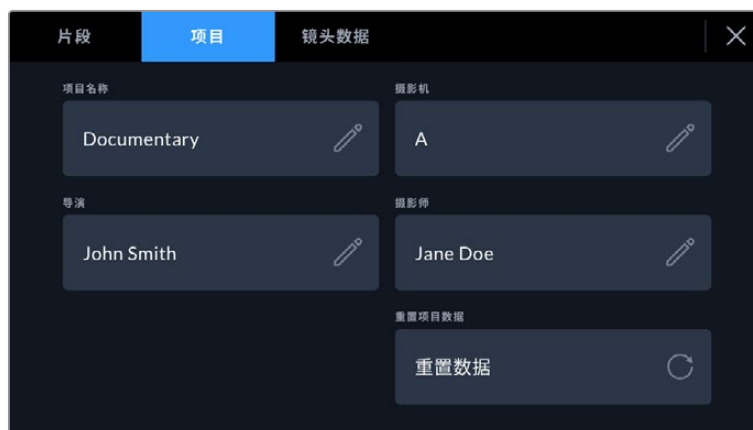 片段 项目 镜头数据
项目名称 摄影机
Documentary A
导演 摄影师
John Smith Jane Doe
重置项目数据
重置数据